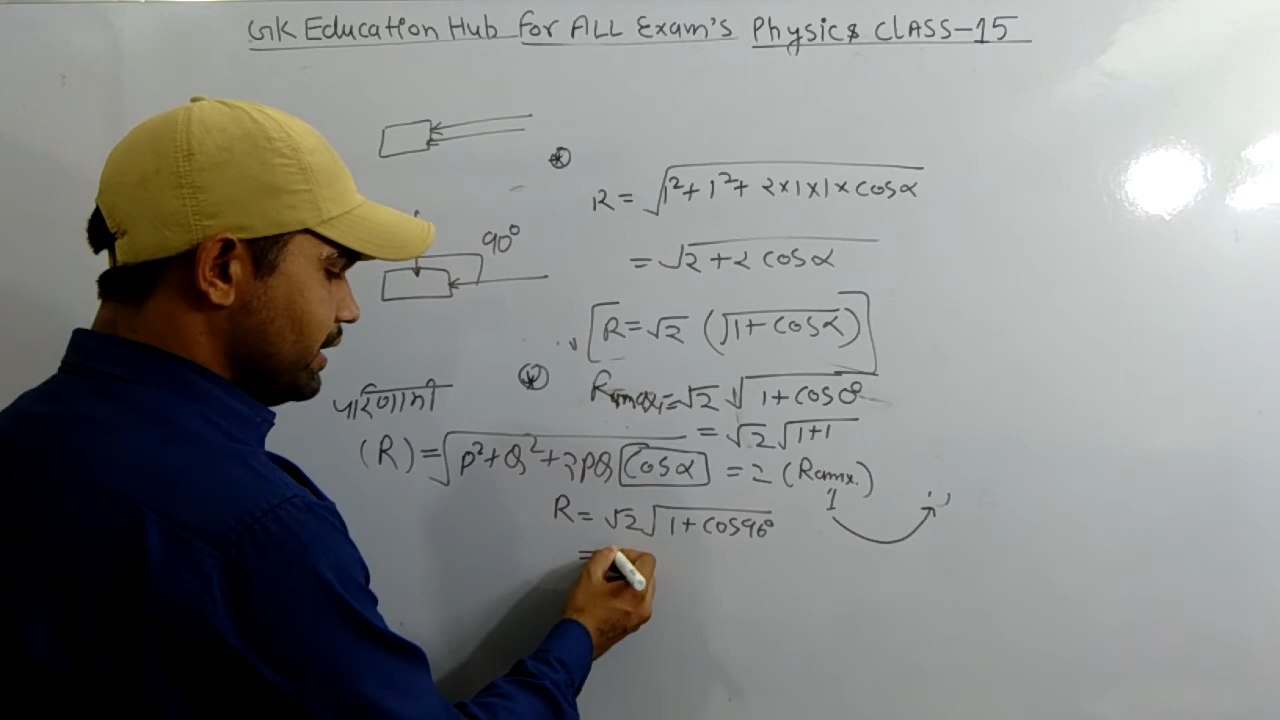 GK Education Hub for ALL Exam's Physics CLASS-15
R = √1²+1²+ 2×1×1× cosα
90°
= √2+2 cosα
R=√2 (√1+cosα)
Rmax.=√2 √1+cos0°
परिणामी
= √2 √1+1
(R) = √P²+Q²+2PQ cosα = 2 (Rmax.)
1
R = √2 √1+cos90°
=